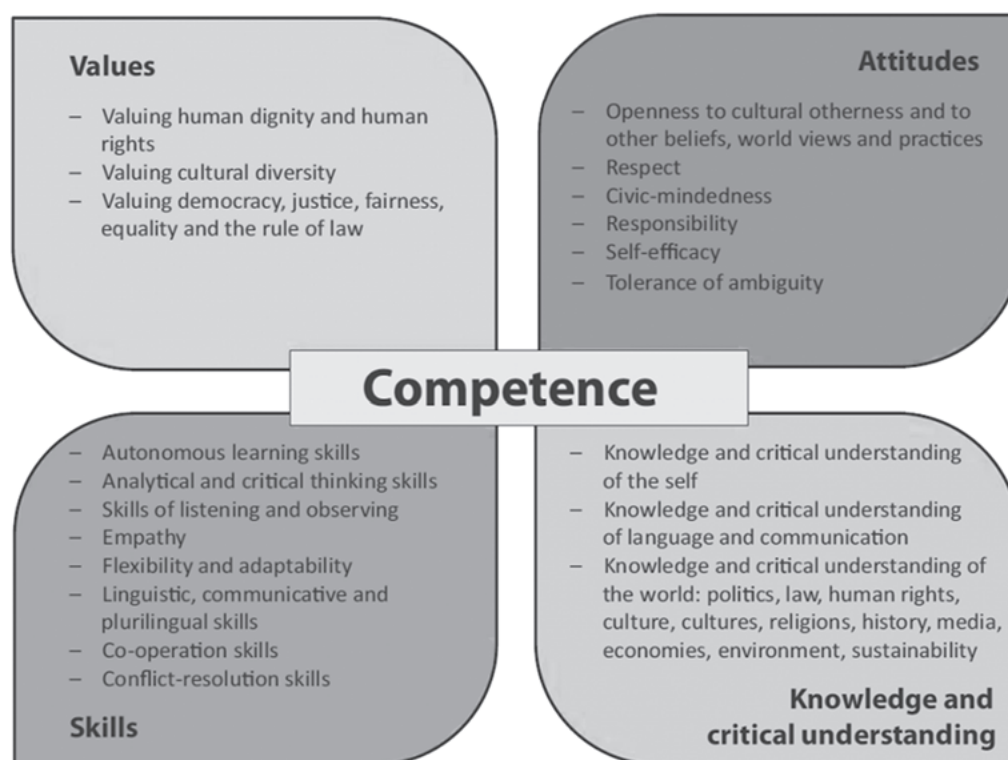 Values
– Valuing human dignity and human
rights
– Valuing cultural diversity
– Valuing democracy, justice, fairness,
equality and the rule of law
Attitudes
– Openness to cultural otherness and to
other beliefs, world views and practices
– Respect
– Civic-mindedness
– Responsibility
– Self-efficacy
– Tolerance of ambiguity
Competence
– Autonomous learning skills
– Analytical and critical thinking skills
– Skills of listening and observing
– Empathy
– Flexibility and adaptability
– Linguistic, communicative and
plurilingual skills
– Co-operation skills
– Conflict-resolution skills
Skills
– Knowledge and critical understanding
of the self
– Knowledge and critical understanding
of language and communication
– Knowledge and critical understanding of
the world: politics, law, human rights,
culture, cultures, religions, history, media,
economies, environment, sustainability
Knowledge and
critical understanding